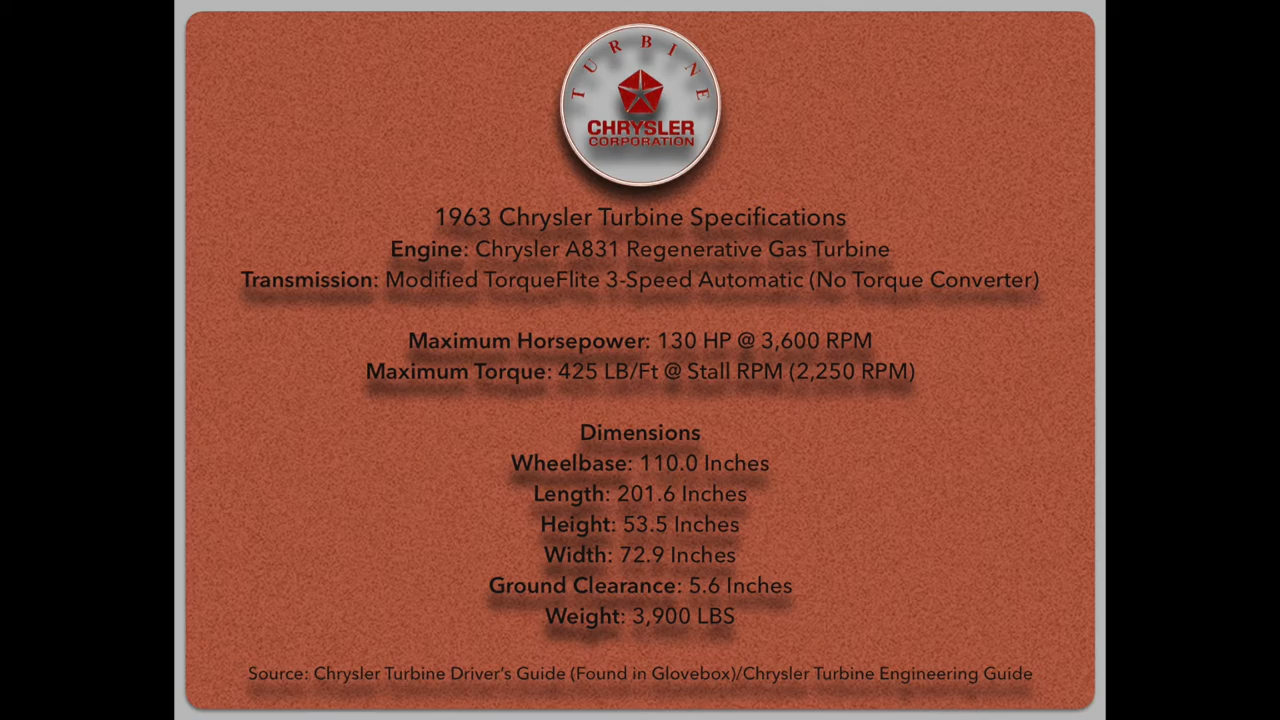 TURBINE
CHRYSLER
CORPORATION
1963 Chrysler Turbine Specifications
Engine: Chrysler A831 Regenerative Gas Turbine
Transmission: Modified TorqueFlite 3-Speed Automatic (No Torque Converter)
Maximum Horsepower: 130 HP @ 3,600 RPM
Maximum Torque: 425 LB/Ft @ Stall RPM (2,250 RPM)
Dimensions
Wheelbase: 110.0 Inches
Length: 201.6 Inches
Height: 53.5 Inches
Width: 72.9 Inches
Ground Clearance: 5.6 Inches
Weight: 3,900 LBS
Source: Chrysler Turbine Driver's Guide (Found in Glovebox)/Chrysler Turbine Engineering Guide